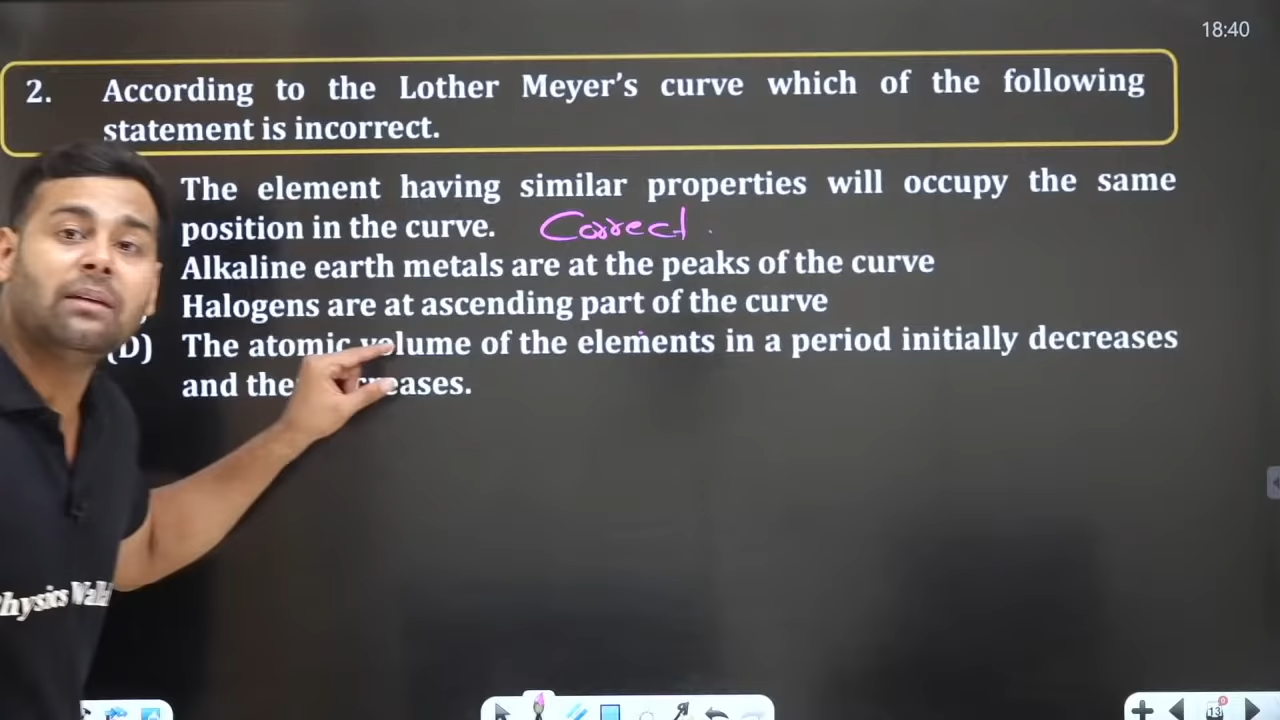 18:40
2. According to the Lother Meyer's curve which of the following
statement is incorrect.
The element having similar properties will occupy the same
position in the curve. Correct.
Alkaline earth metals are at the peaks of the curve
Halogens are at ascending part of the curve
(D) The atomic volume of the elements in a period initially decreases
and
13